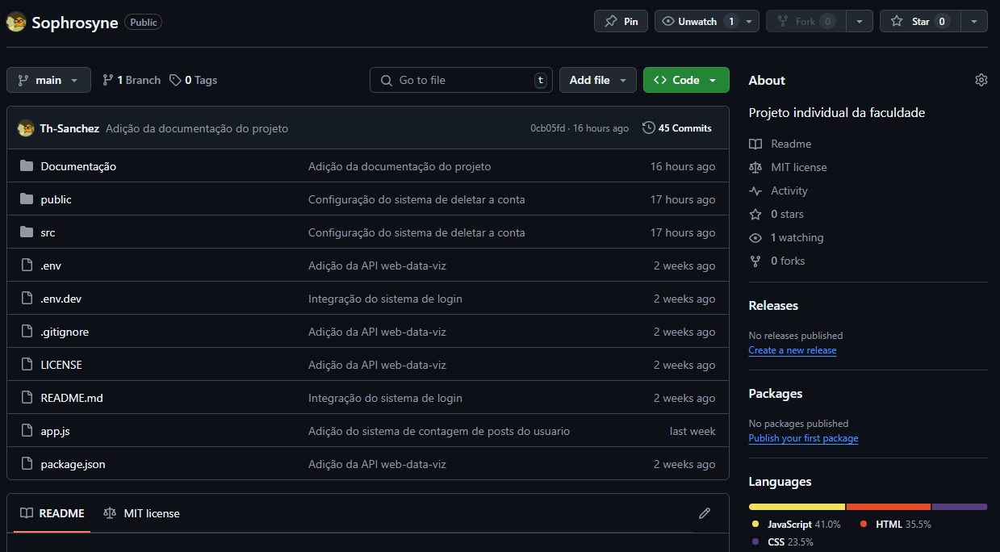 Sophrosyne Public Pin Unwatch 1 Fork 0 Star 0
main 1 Branch 0 Tags Go to file t Add file Code
Th-Sanchez Adição da documentação do projeto 0cb05fd · 16 hours ago 45 Commits
Documentação Adição da documentação do projeto 16 hours ago
public Configuração do sistema de deletar a conta 17 hours ago
src Configuração do sistema de deletar a conta 17 hours ago
.env Adição da API web-data-viz 2 weeks ago
.env.dev Integração do sistema de login 2 weeks ago
.gitignore Adição da API web-data-viz 2 weeks ago
LICENSE Adição da API web-data-viz 2 weeks ago
README.md Integração do sistema de login 2 weeks ago
app.js Adição do sistema de contagem de posts do usuario last week
package.json Adição da API web-data-viz 2 weeks ago
README MIT license
About
Projeto individual da faculdade
Readme
MIT license
Activity
0 stars
1 watching
0 forks
Releases
No releases published
Create a new release
Packages
No packages published
Publish your first package
Languages
JavaScript 41.0% HTML 35.5%
CSS 23.5%